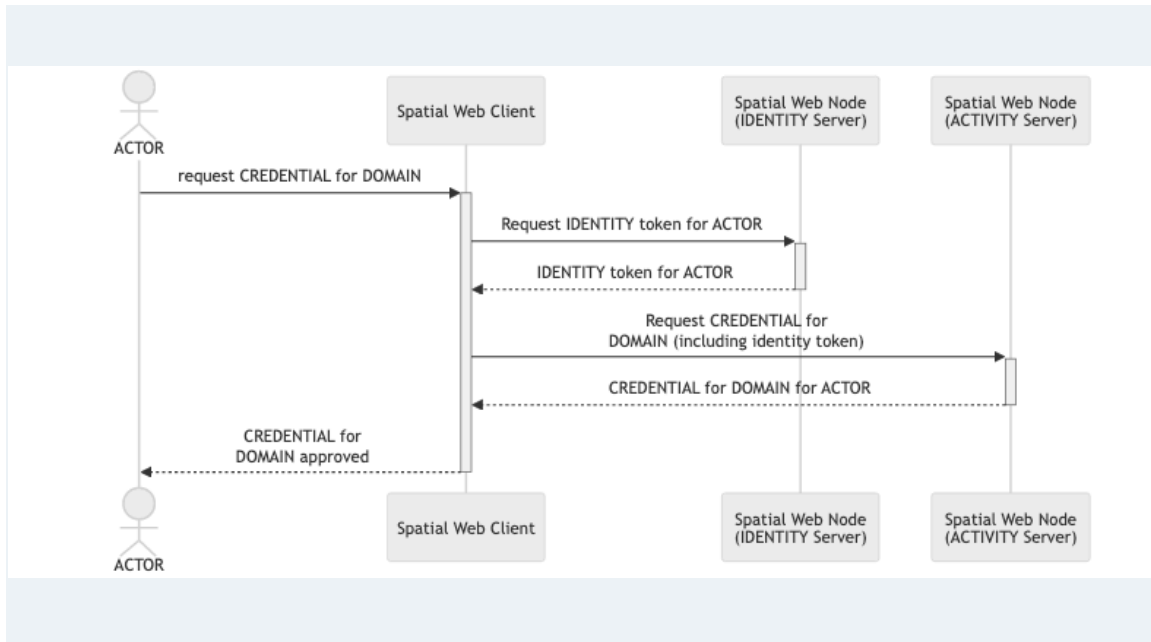 Spatial Web Client
Spatial Web Node
(IDENTITY Server)
Spatial Web Node
(ACTIVITY Server)
ACTOR
request CREDENTIAL for DOMAIN
Request IDENTITY token for ACTOR
IDENTITY token for ACTOR
Request CREDENTIAL for
DOMAIN (including identity token)
CREDENTIAL for DOMAIN for ACTOR
CREDENTIAL for
DOMAIN approved
Spatial Web Client
Spatial Web Node
(IDENTITY Server)
Spatial Web Node
(ACTIVITY Server)
ACTOR